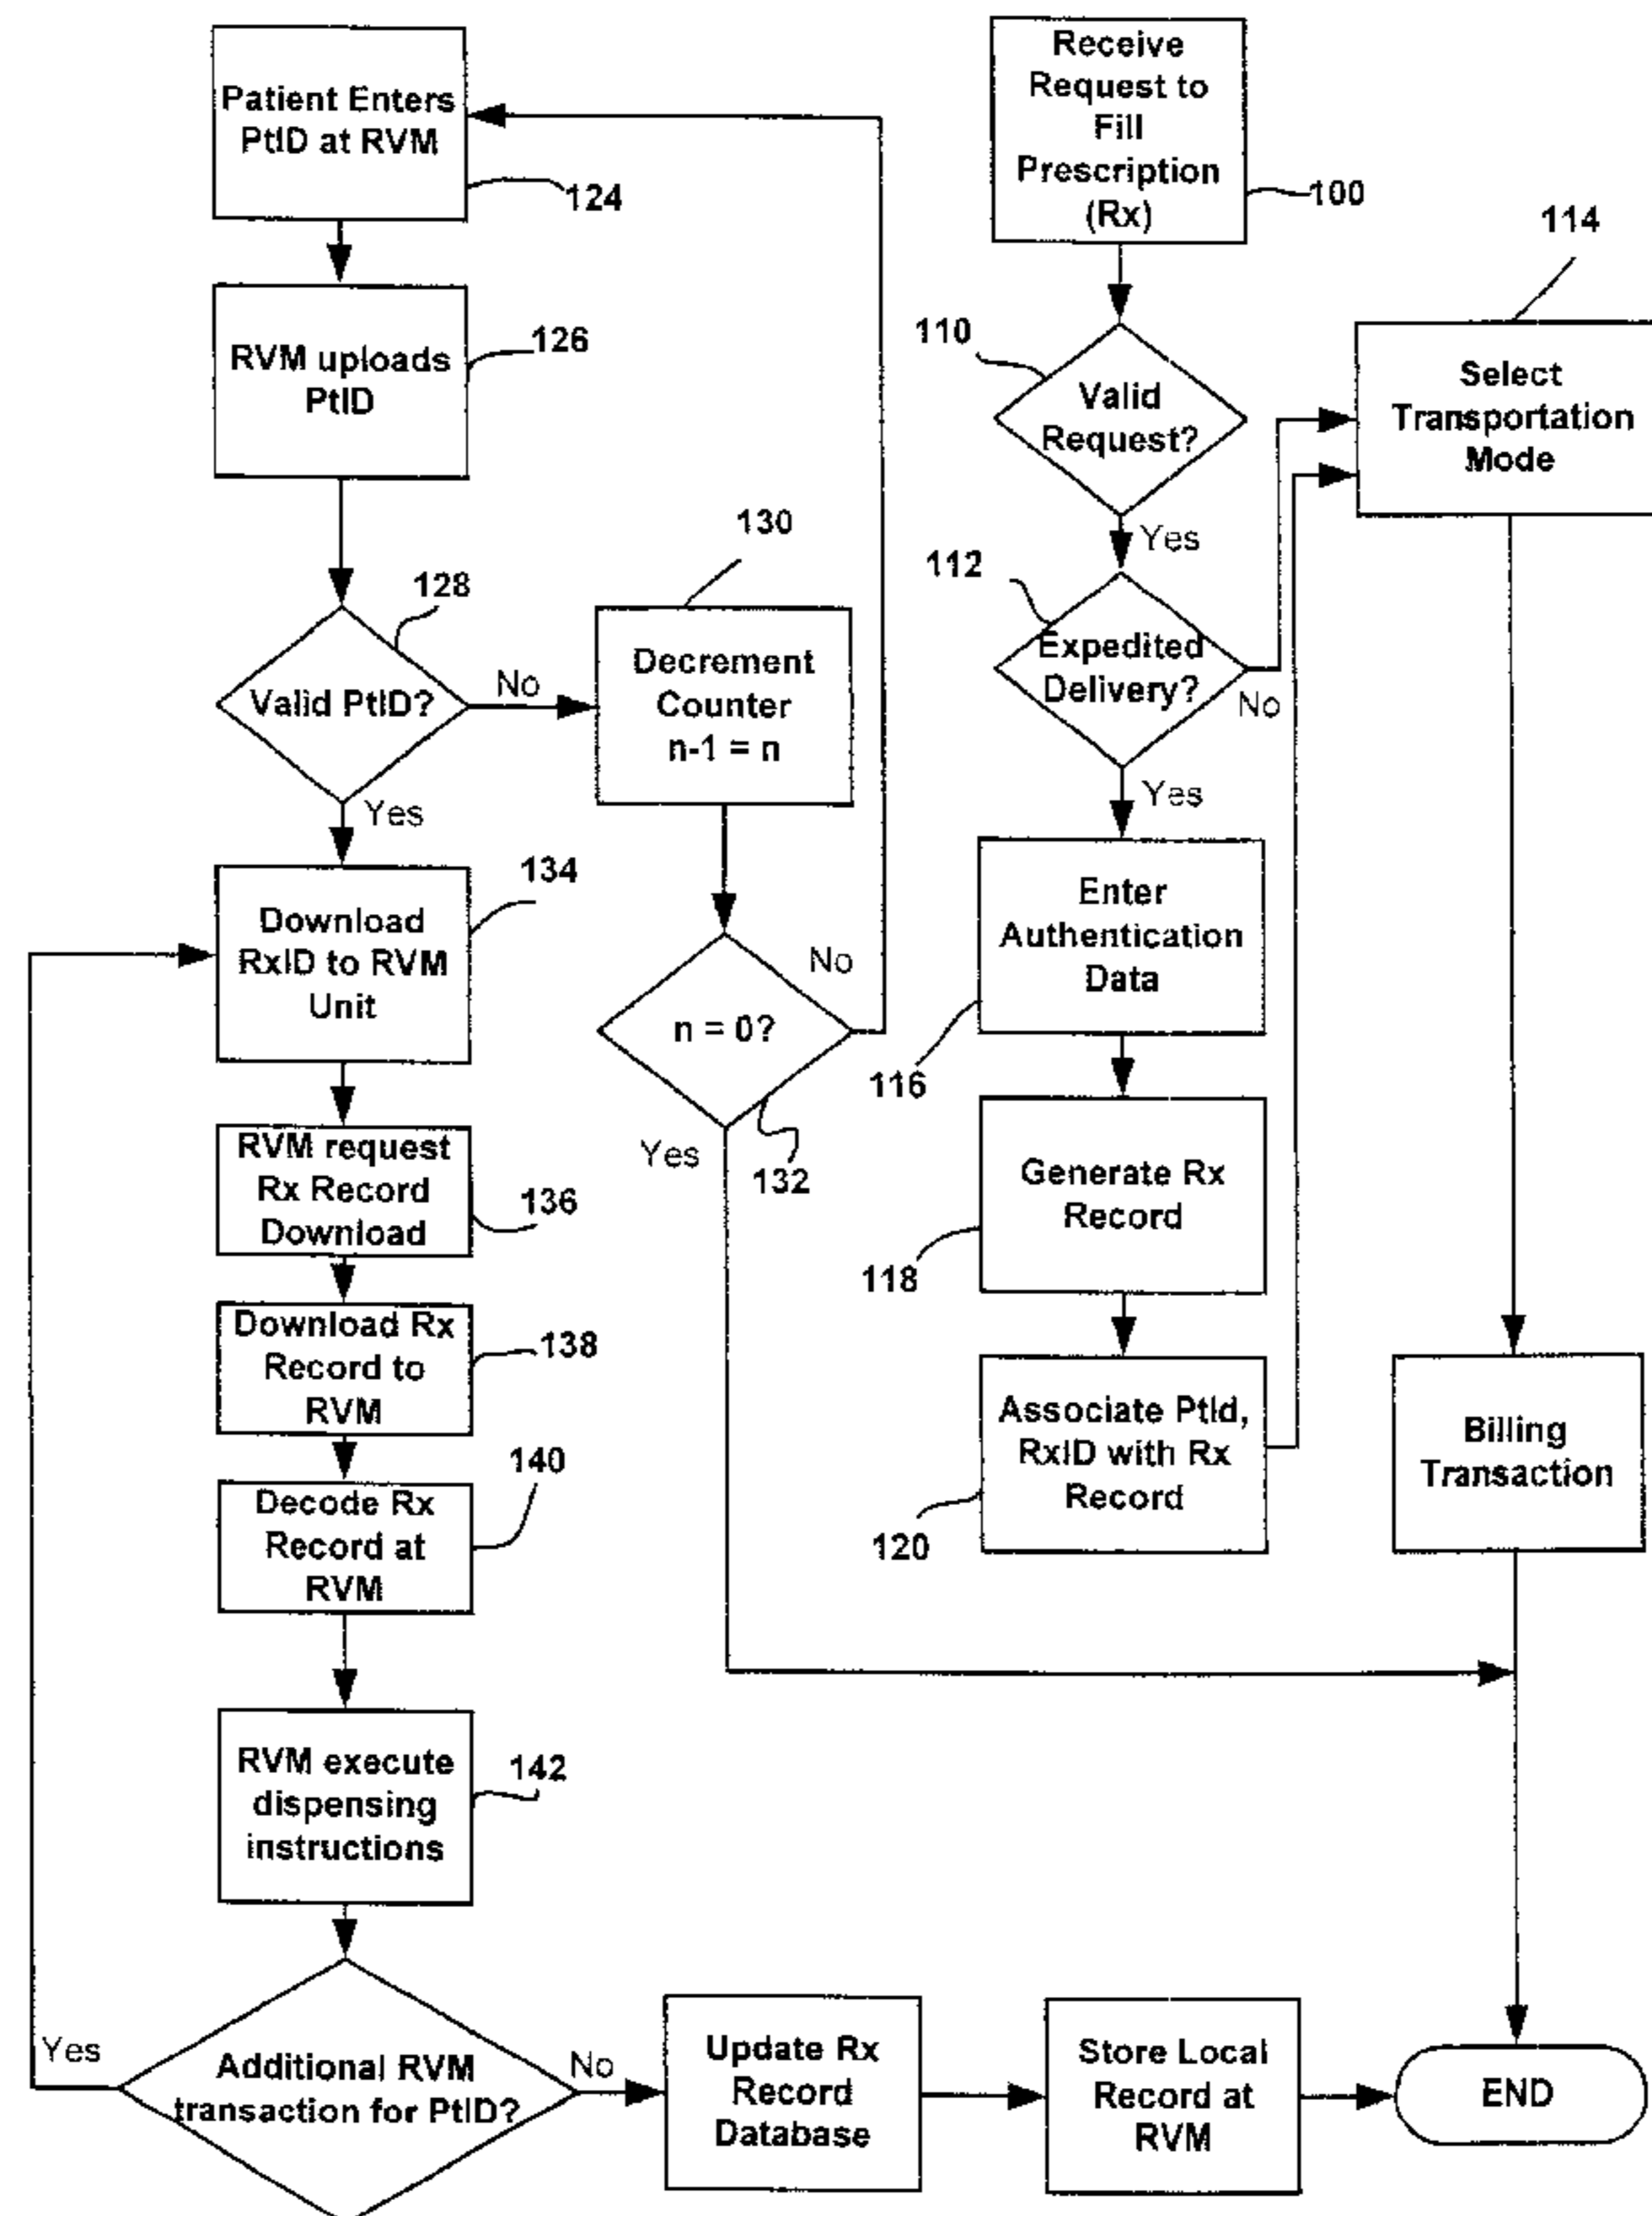 Patient Enters
PtID at RVM
124
RVM uploads
PtID
126
128
Valid PtID?
No
Yes
130
Decrement
Counter
n-1 = n
n = 0?
No
Yes
132
134
Download
RxID to RVM
Unit
RVM request
Rx Record
Download
136
Download Rx
Record to
RVM
138
140
Decode Rx
Record at
RVM
RVM execute
dispensing
instructions
142
Additional RVM
transaction for PtID?
Yes
No
Update Rx
Record
Database
Store Local
Record at
RVM
END
Receive
Request to
Fill
Prescription
(Rx)
100
110
Valid
Request?
Yes
112
Expedited
Delivery?
No
Yes
Enter
Authentication
Data
116
Generate Rx
Record
118
Associate PtId,
RxID with Rx
Record
120
114
Select
Transportation
Mode
Billing
Transaction